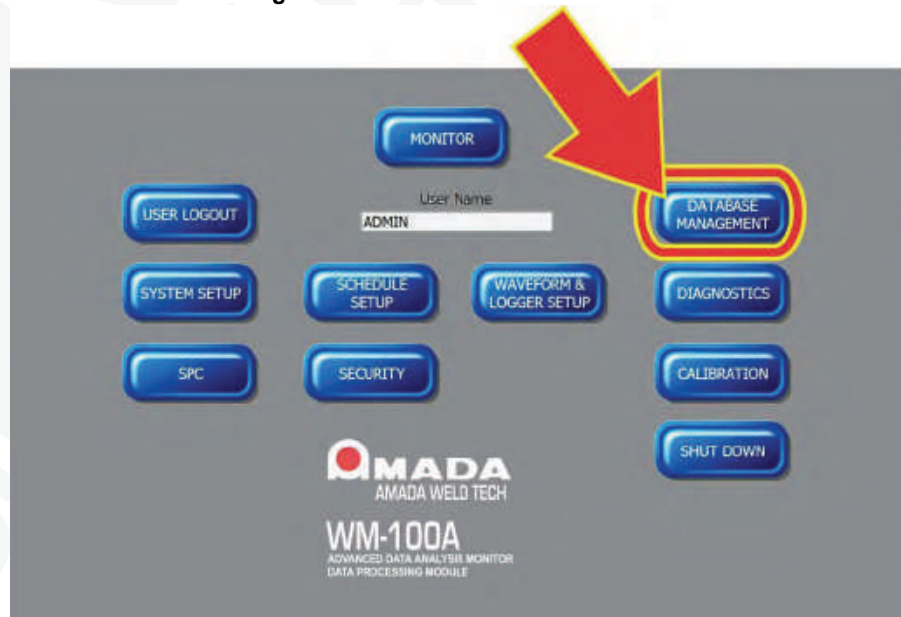 MONITOR
User Name
ADMIN
USER LOGOUT
DATABASE
MANAGEMENT
SYSTEM SETUP
SCHEDULE
SETUP
WAVEFORM &
LOGGER SETUP
DIAGNOSTICS
SPC
SECURITY
CALIBRATION
SHUT DOWN
AMADA
AMADA WELD TECH
WM-100A
ADVANCED DATA ANALYSIS MONITOR
DATA PROCESSING MODULE